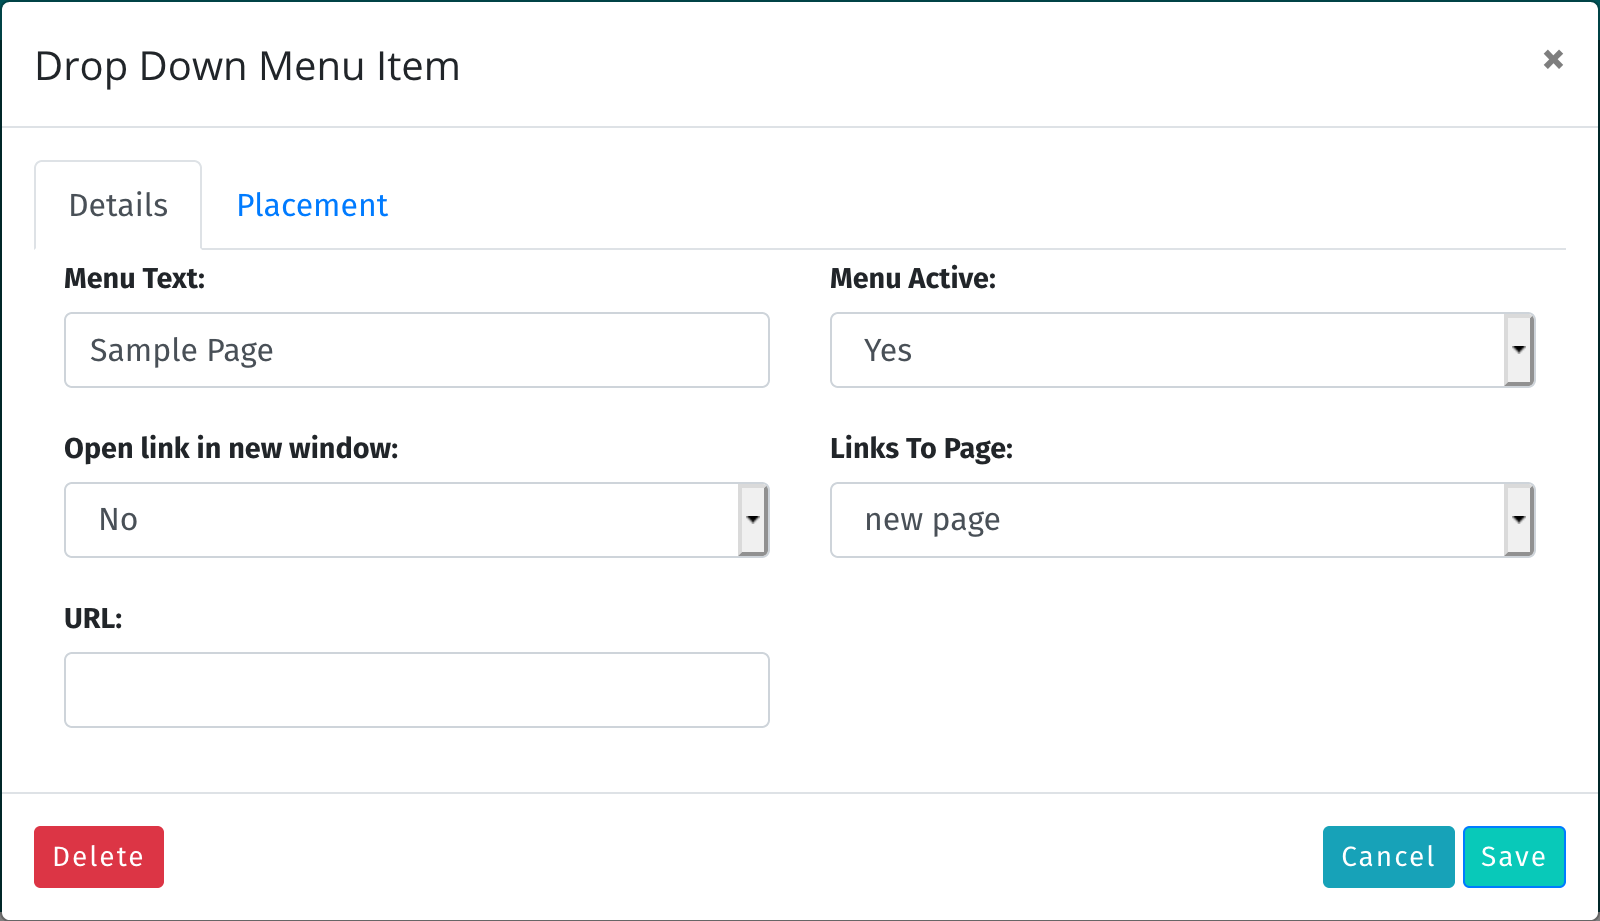 Drop Down Menu Item
Details Placement
Menu Text: Menu Active:
Sample Page Yes
Open link in new window: Links To Page:
No new page
URL:
Delete Cancel Save